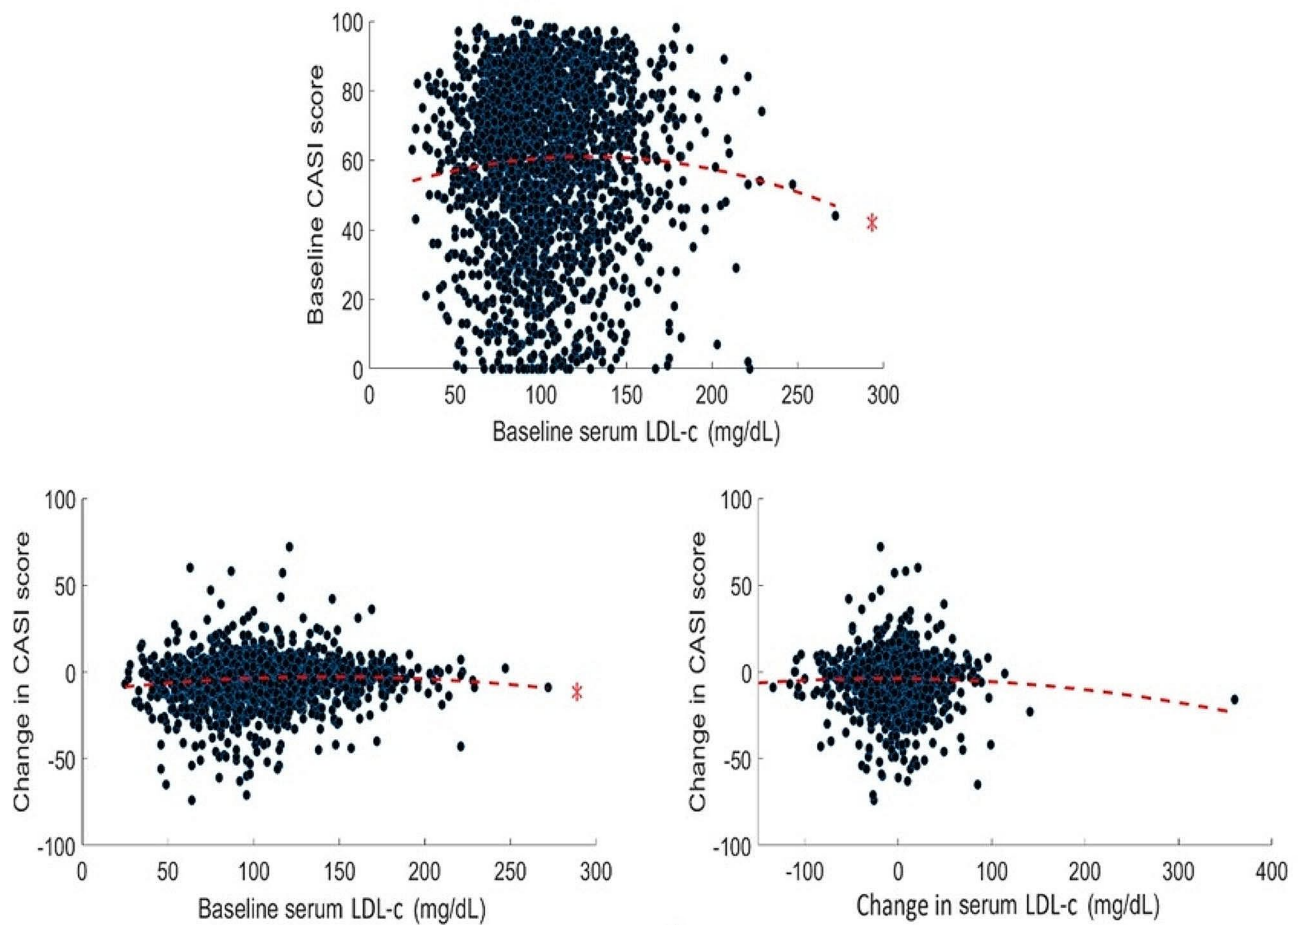 100
80
60
40
20
0
Baseline CASI score
0 50 100 150 200 250 300
Baseline serum LDL-c (mg/dL)
*
100
50
0
-50
-100
Change in CASI score
0 50 100 150 200 250 300
Baseline serum LDL-c (mg/dL)
*
100
50
0
-50
-100
Change in CASI score
-100 0 100 200 300 400
Change in serum LDL-c (mg/dL)